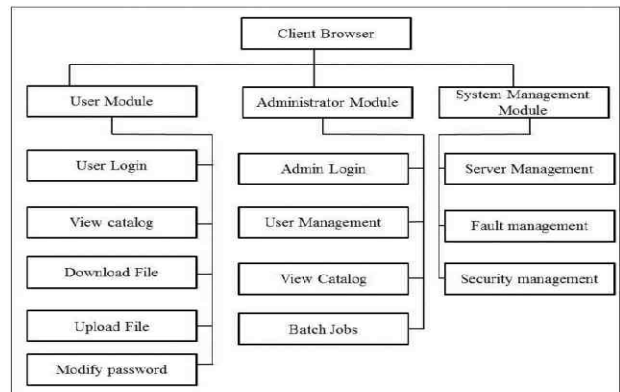 Client Browser
User Module
Administrator Module
System Management
Module
User Login
View catalog
Download File
Upload File
Modify password
Admin Login
User Management
View Catalog
Batch Jobs
Server Management
Fault management
Security management